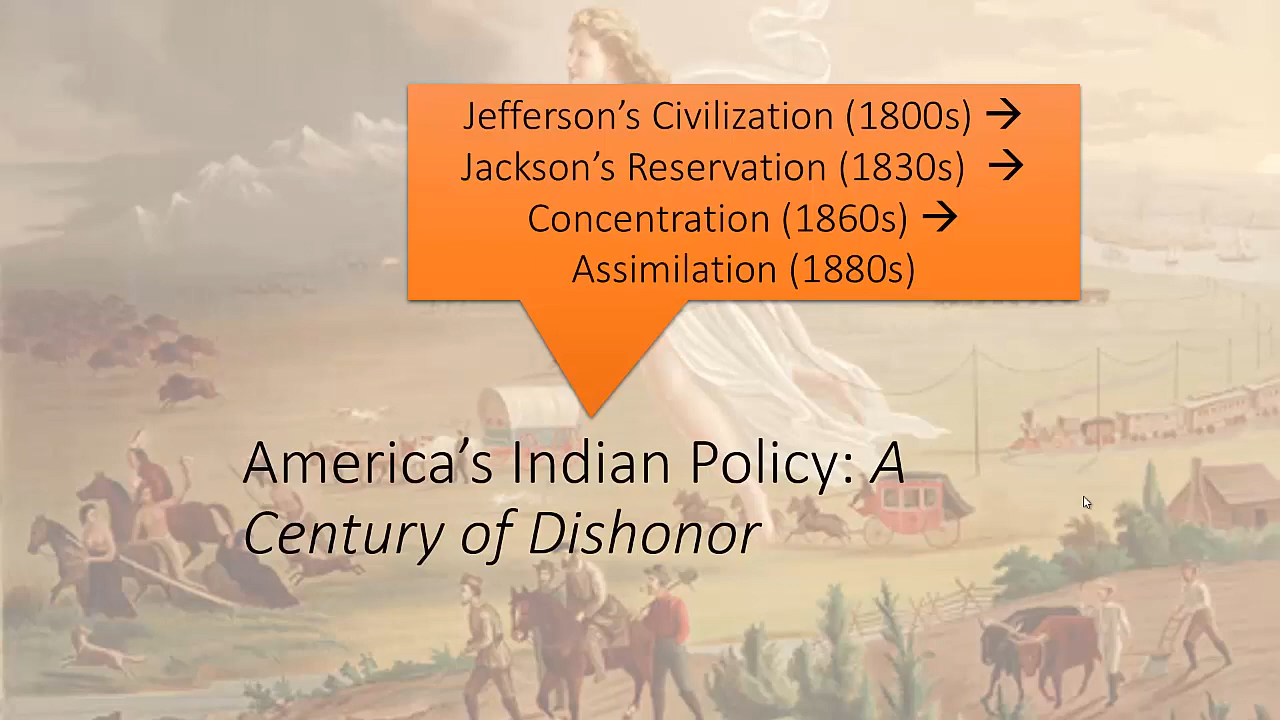 Jefferson’s Civilization (1800s) →
Jackson’s Reservation (1830s) →
Concentration (1860s) →
Assimilation (1880s)
America’s Indian Policy: A
Century of Dishonor